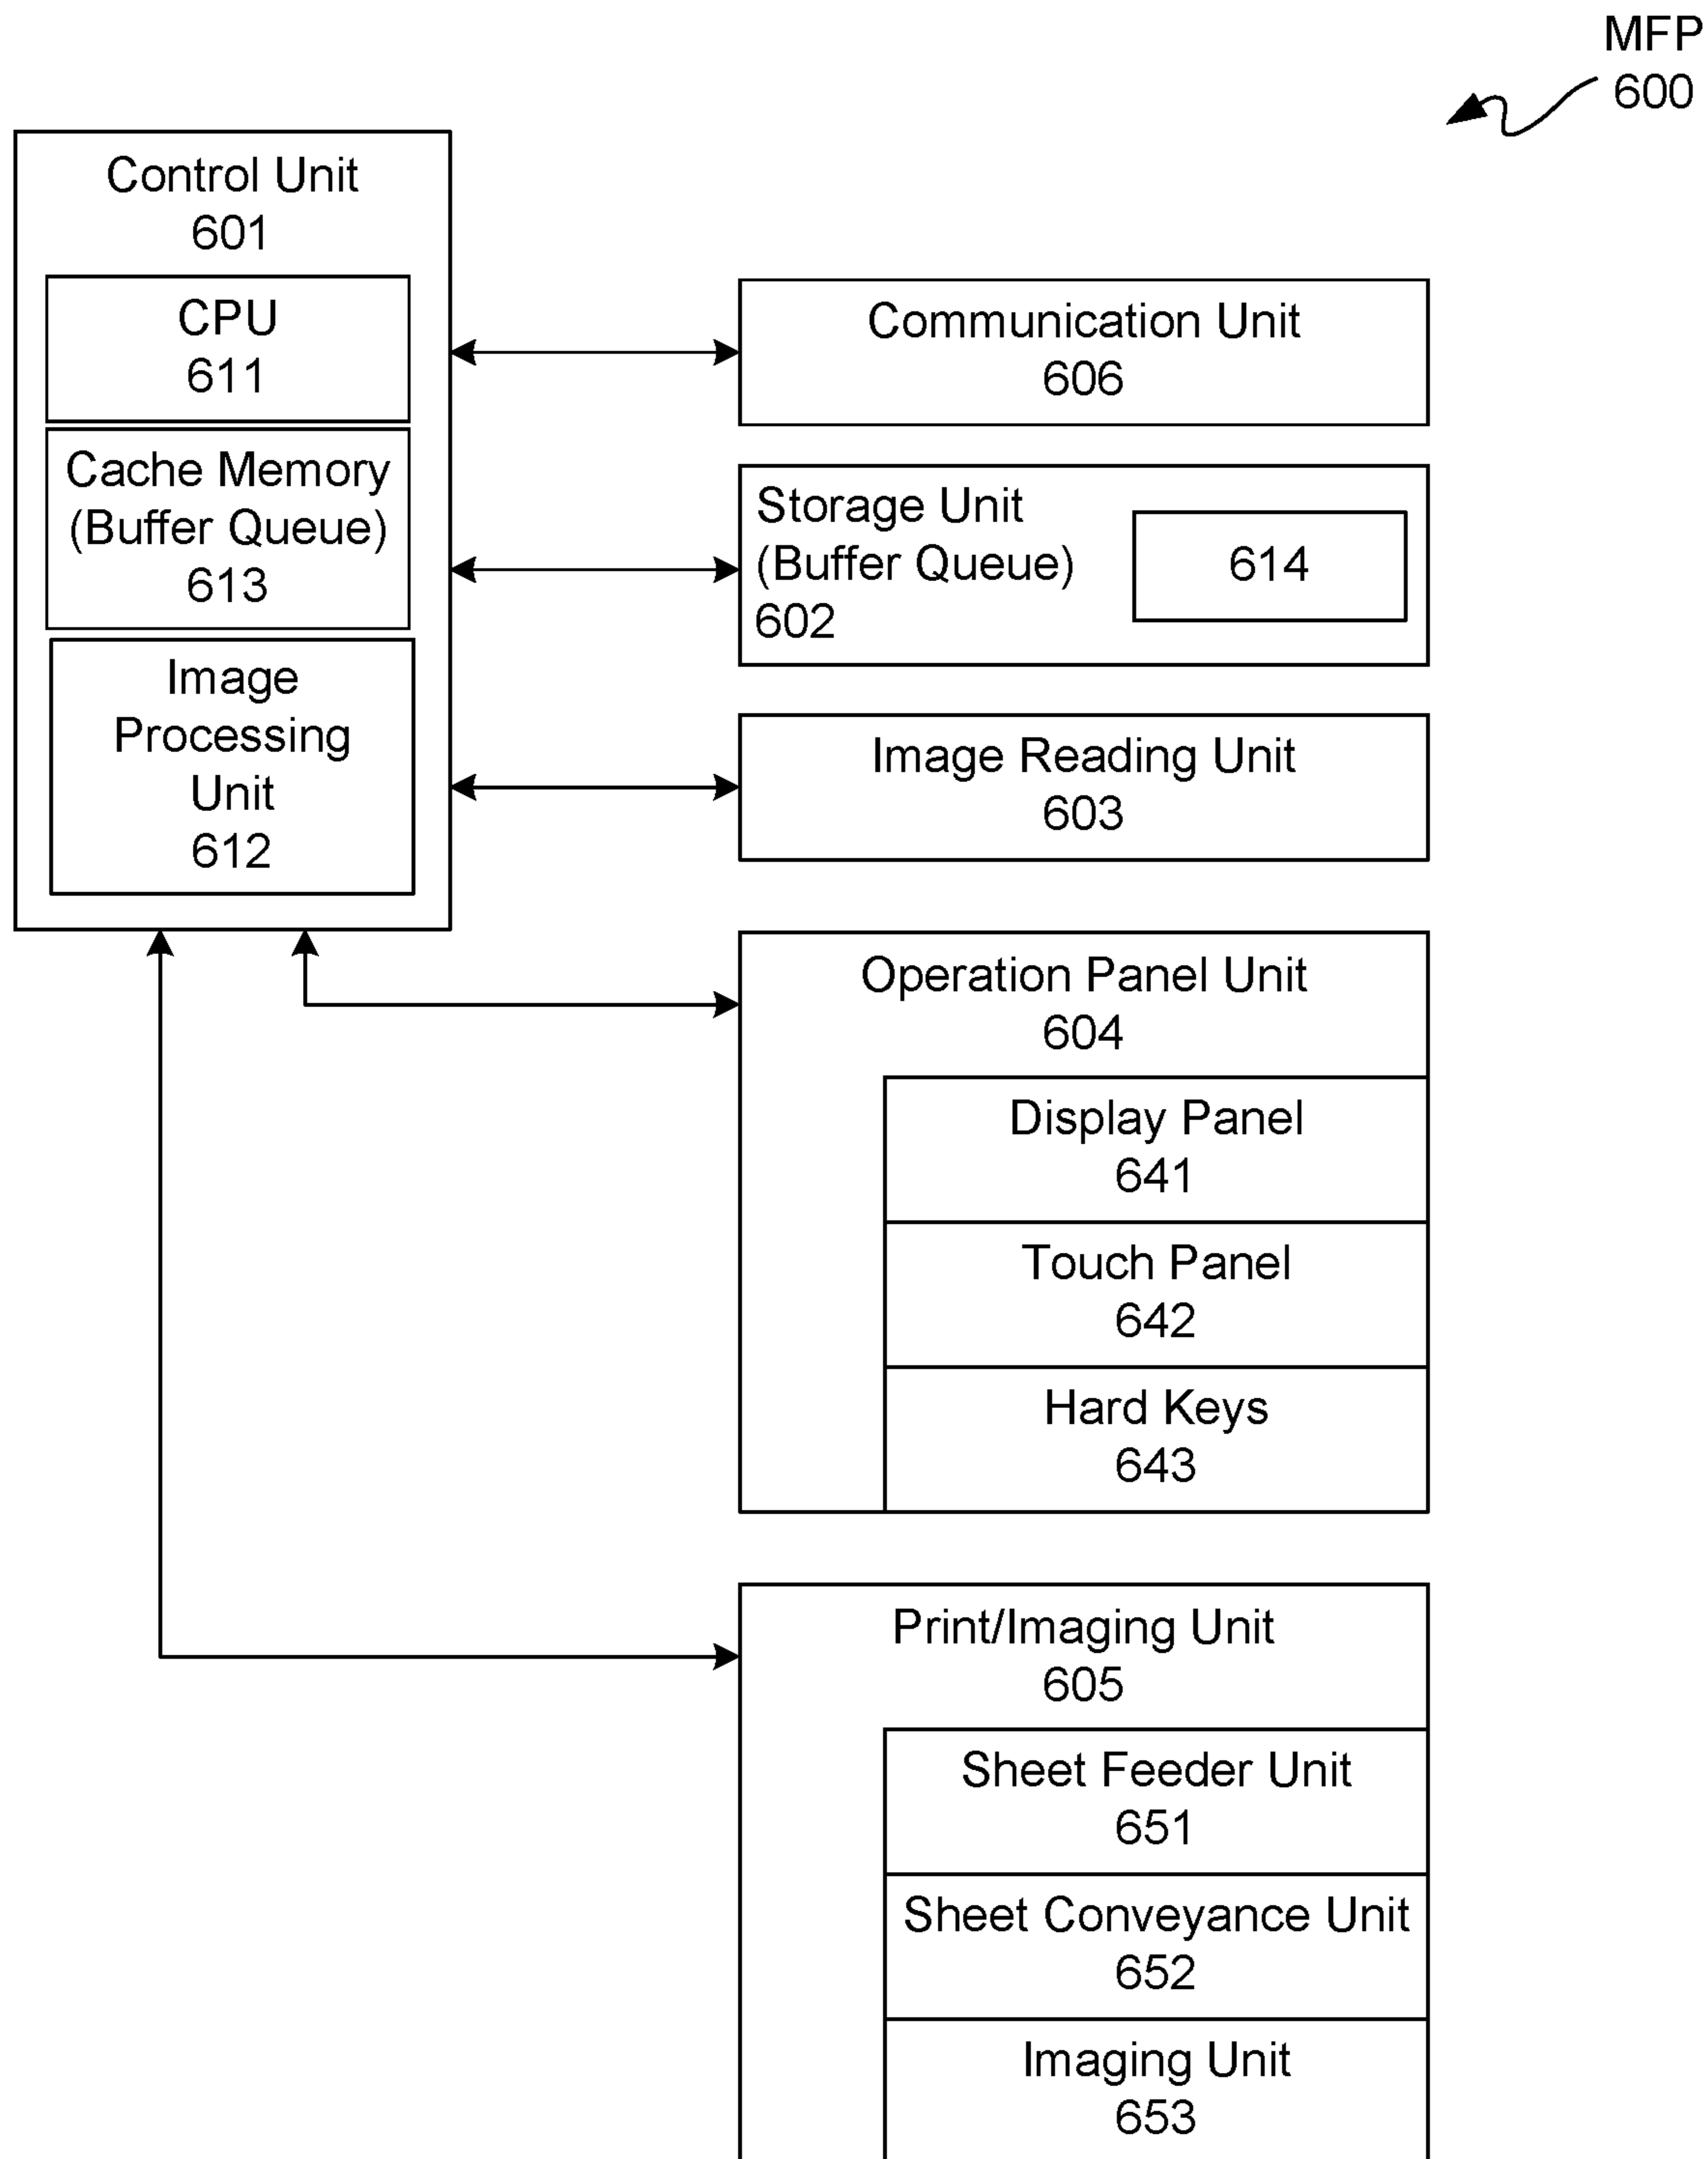 MFP
600
Control Unit
601
CPU
611
Cache Memory
(Buffer Queue)
613
Image
Processing
Unit
612
Communication Unit
606
Storage Unit
(Buffer Queue)
602
614
Image Reading Unit
603
Operation Panel Unit
604
Display Panel
641
Touch Panel
642
Hard Keys
643
Print/Imaging Unit
605
Sheet Feeder Unit
651
Sheet Conveyance Unit
652
Imaging Unit
653